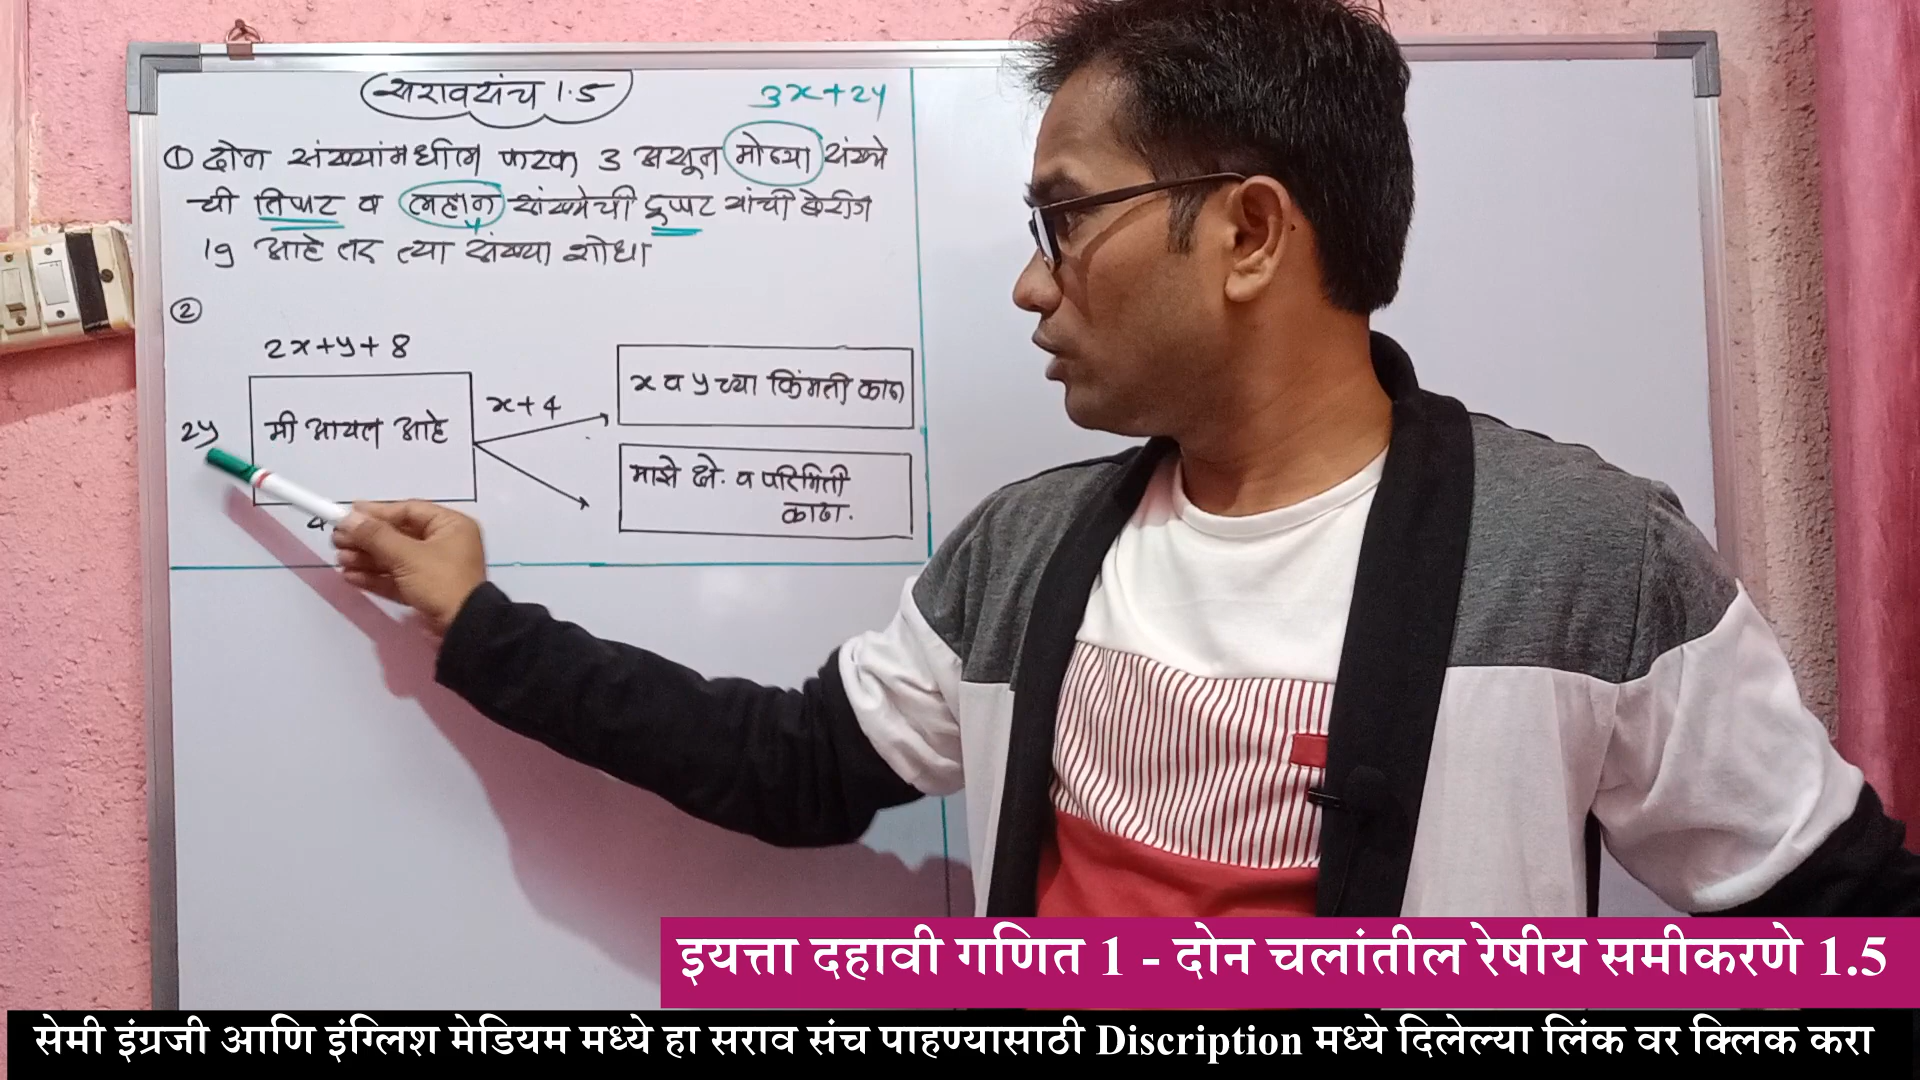 सरावसंच 1.5
3x+2y
① दोन संख्यांमधील फरक 3 असून मोठ्या संख्ये
ची तिप्पट व लहान संख्येची दुप्पट यांची बेरीज
y
19 आहे तर त्या संख्या शोधा
②
2x+y+8
2y
मी आयत आहे
x+4
x व y च्या किंमती काढा
माझे क्षे. व परिमिती
काढा.
इयत्ता दहावी गणित 1 - दोन चलांतील रेषीय समीकरणे 1.5
सेमी इंग्रजी आणि इंग्लिश मेडियम मध्ये हा सराव संच पाहण्यासाठी Discription मध्ये दिलेल्या लिंक वर क्लिक करा